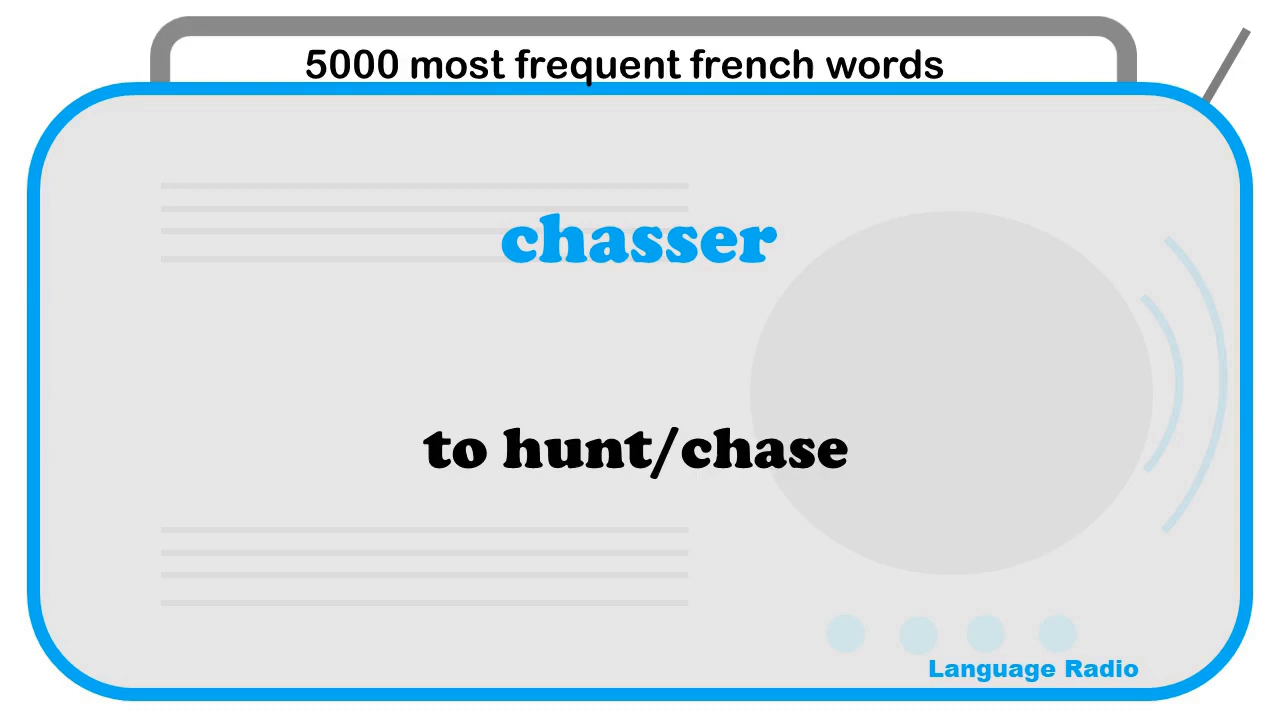 5000 most frequent french words
chasser
to hunt/chase
Language Radio